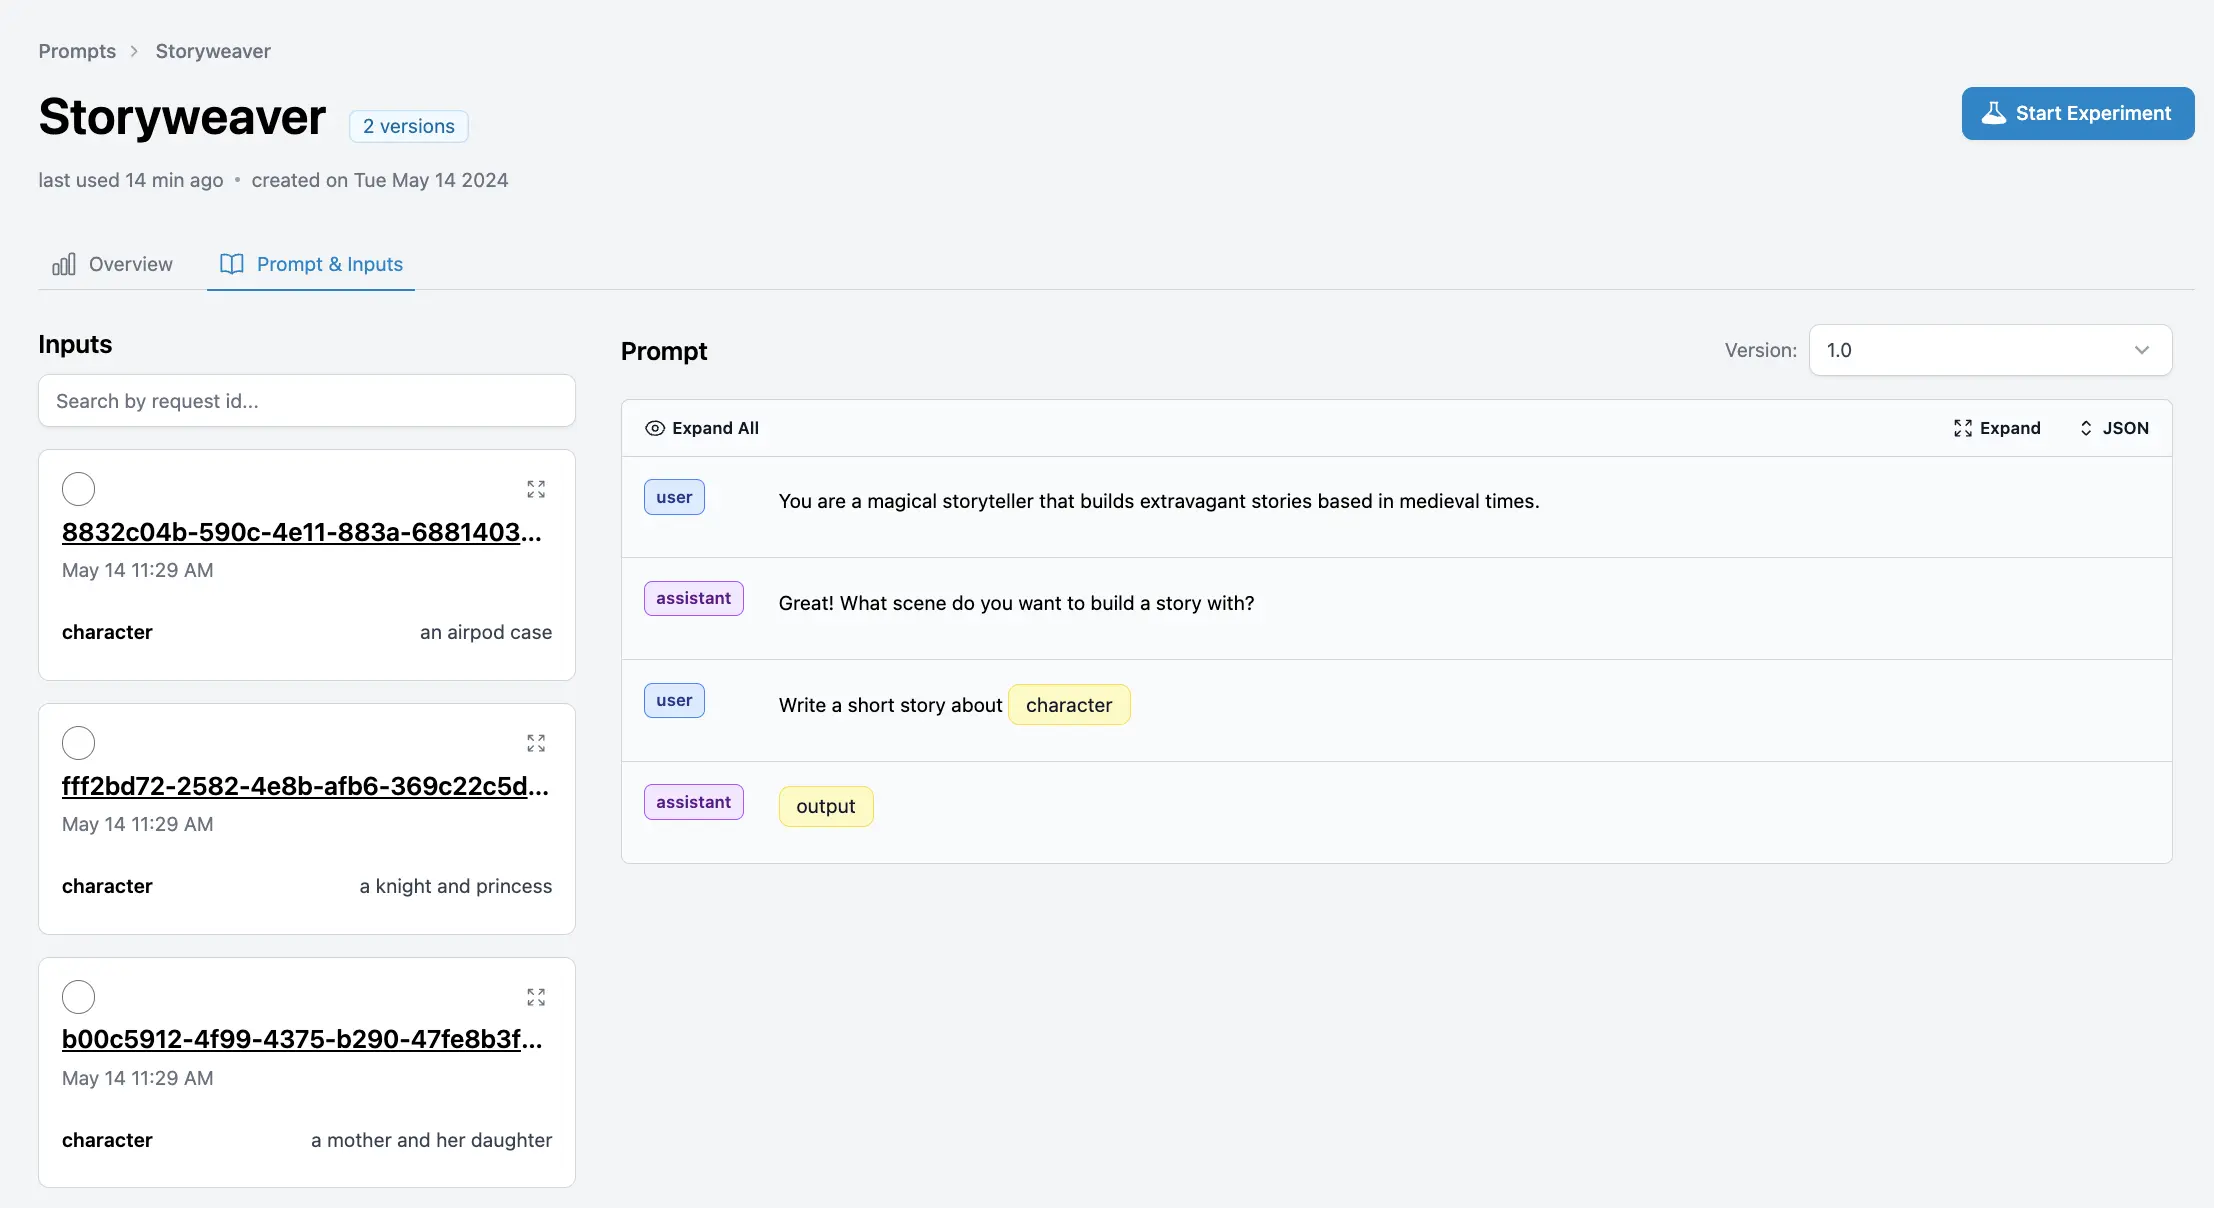 Prompts > Storyweaver
Storyweaver 2 versions
Start Experiment
last used 14 min ago • created on Tue May 14 2024
Overview Prompt & Inputs
Inputs
Search by request id...
8832c04b-590c-4e11-883a-6881403...
May 14 11:29 AM
character an airpod case
fff2bd72-2582-4e8b-afb6-369c22c5d...
May 14 11:29 AM
character a knight and princess
b00c5912-4f99-4375-b290-47fe8b3f...
May 14 11:29 AM
character a mother and her daughter
Prompt Version: 1.0
Expand All Expand JSON
user You are a magical storyteller that builds extravagant stories based in medieval times.
assistant Great! What scene do you want to build a story with?
user Write a short story about character
assistant output